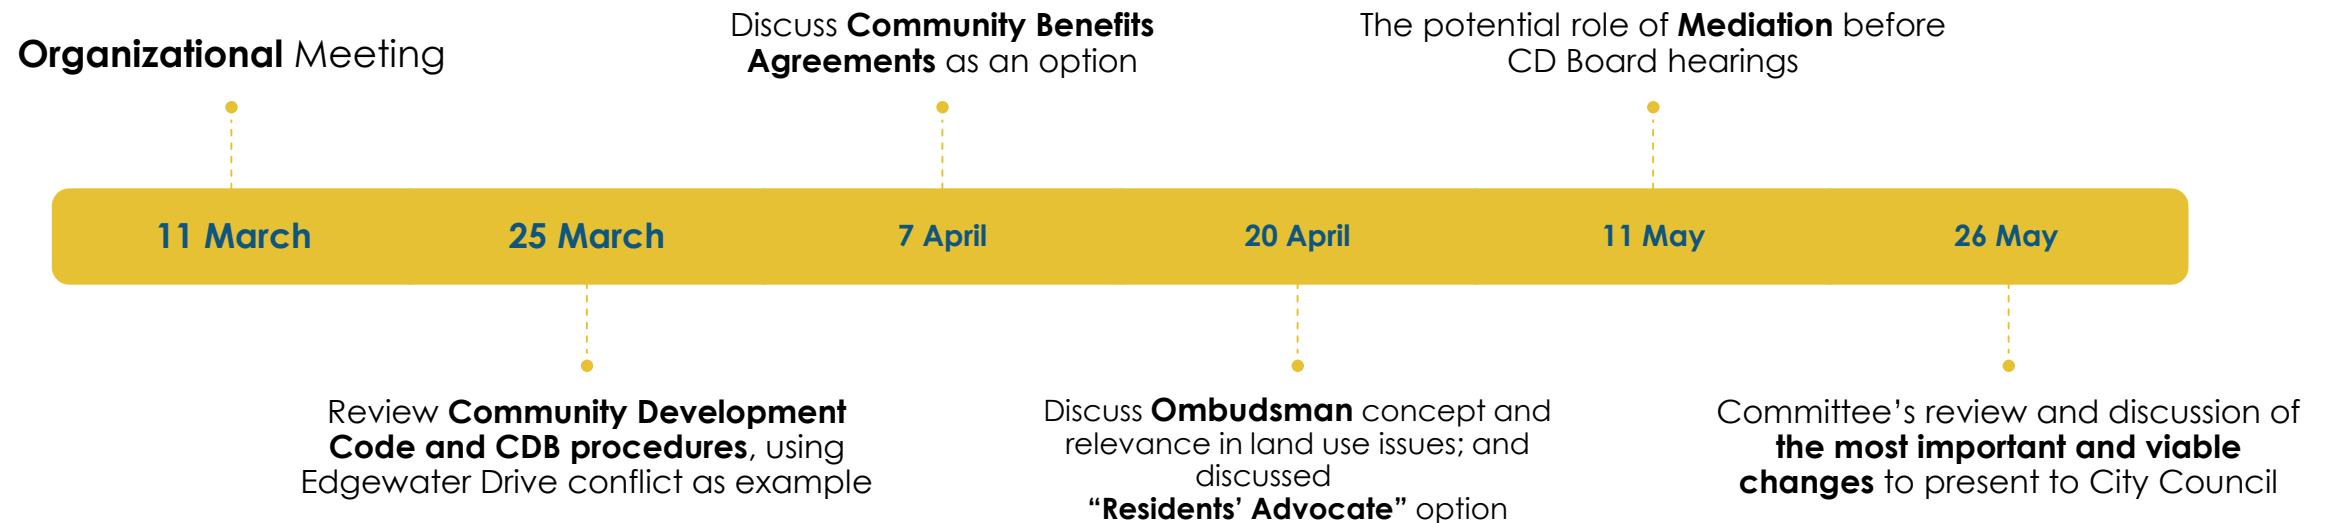 Organizational Meeting
Discuss Community Benefits
Agreements as an option
The potential role of Mediation before
CD Board hearings
11 March
25 March
7 April
20 April
11 May
26 May
Review Community Development
Code and CDB procedures, using
Edgewater Drive conflict as example
Discuss Ombudsman concept and
relevance in land use issues; and
discussed
“Residents’ Advocate” option
Committee’s review and discussion of
the most important and viable
changes to present to City Council